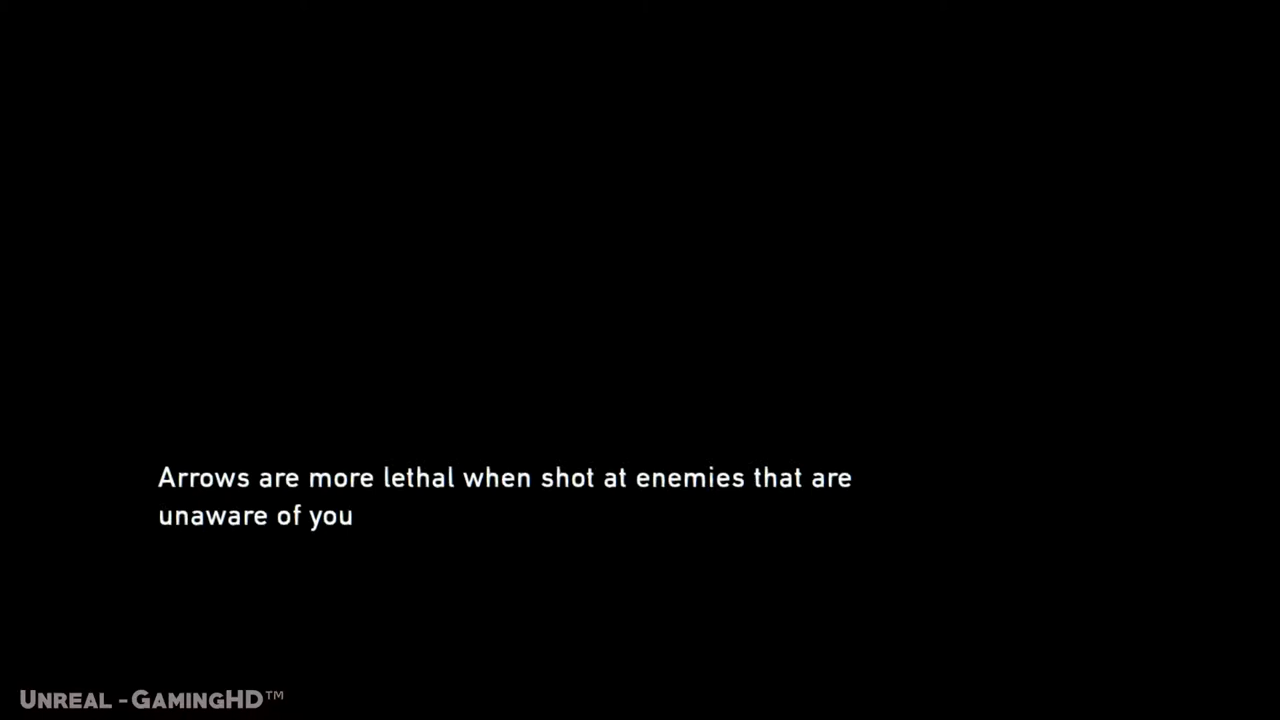 Arrows are more lethal when shot at enemies that are
unaware of you
UNREAL - GAMINGHD™